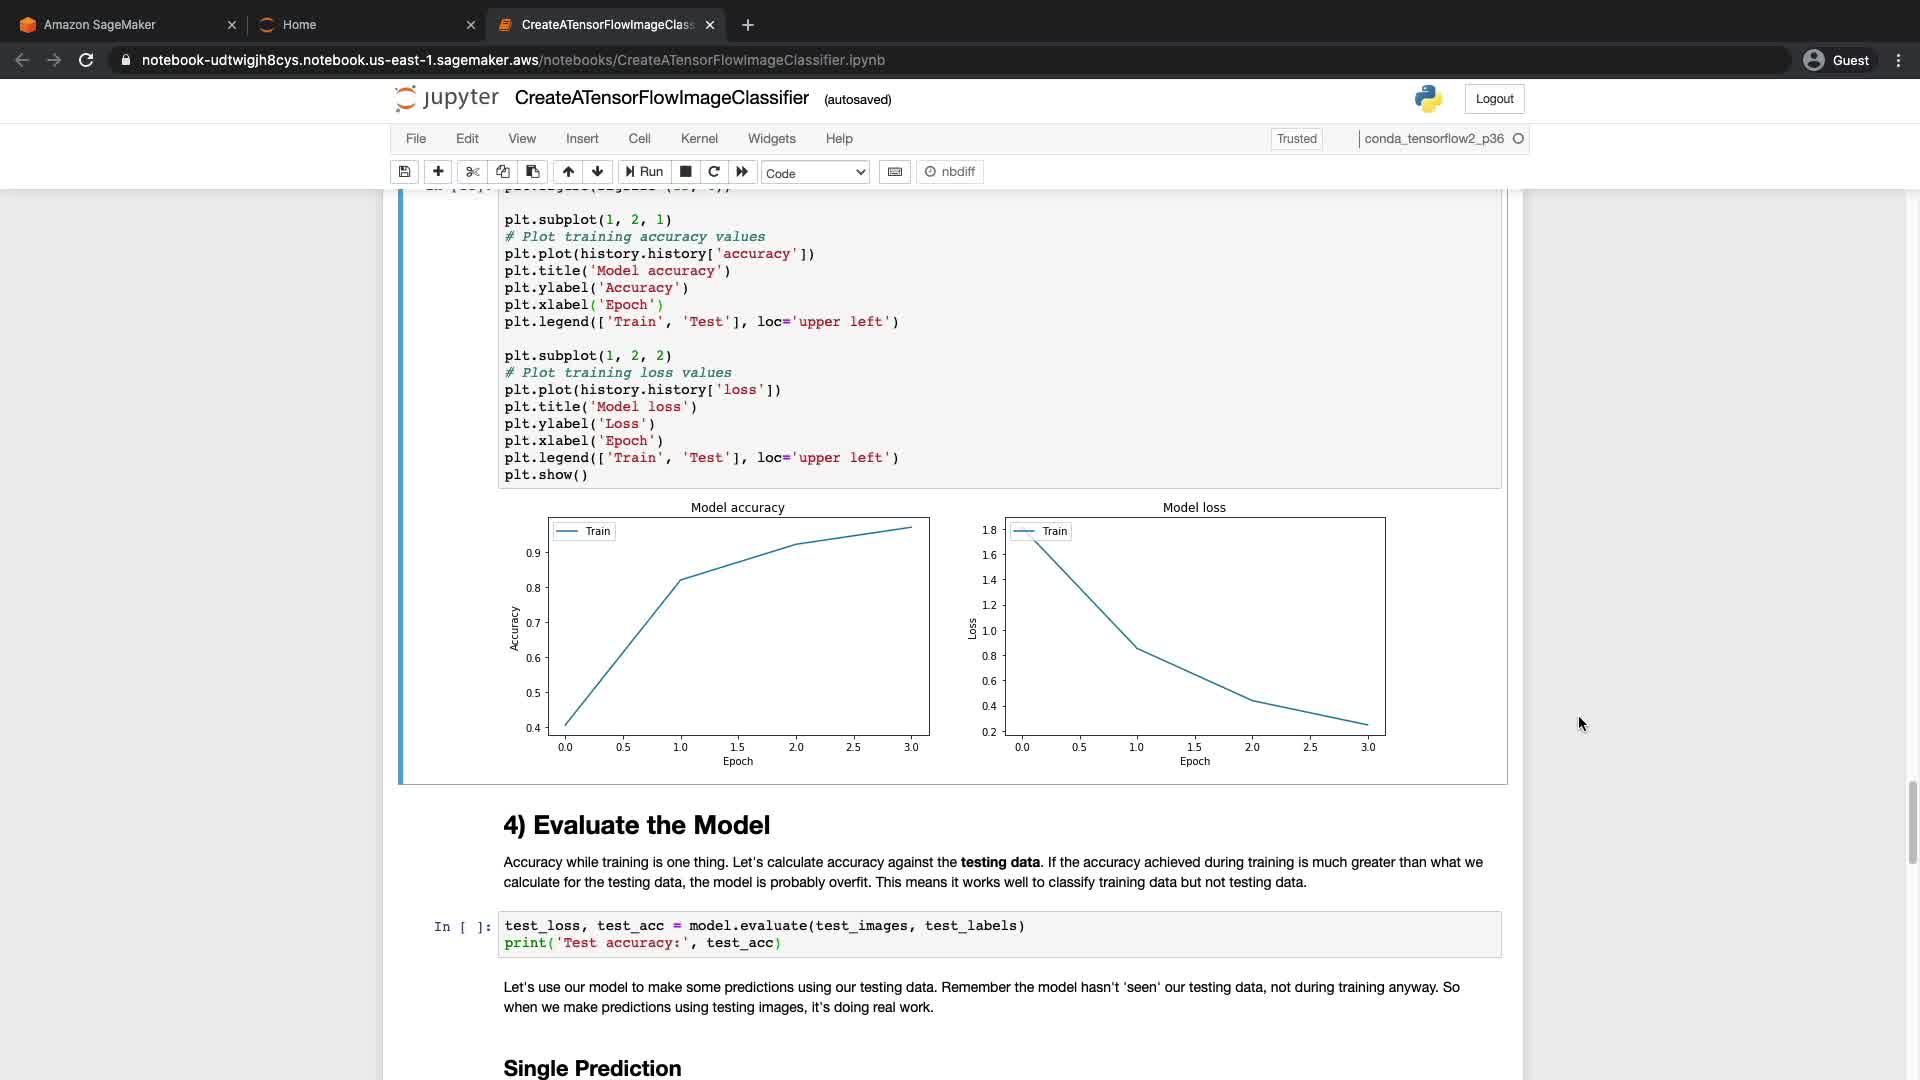 Amazon SageMaker
Home
CreateATensorFlowImageClass
notebook-udtwigjh8cys.notebook.us-east-1.sagemaker.aws/notebooks/CreateATensorFlowImageClassifier.ipynb
Guest
jupyter CreateATensorFlowImageClassifier (autosaved)
Logout
File Edit View Insert Cell Kernel Widgets Help
Trusted
conda_tensorflow2_p36
Run
Code
nbdiff
plt.subplot(1, 2, 1)
# Plot training accuracy values
plt.plot(history.history['accuracy'])
plt.title('Model accuracy')
plt.ylabel('Accuracy')
plt.xlabel('Epoch')
plt.legend(['Train', 'Test'], loc='upper left')
plt.subplot(1, 2, 2)
# Plot training loss values
plt.plot(history.history['loss'])
plt.title('Model loss')
plt.ylabel('Loss')
plt.xlabel('Epoch')
plt.legend(['Train', 'Test'], loc='upper left')
plt.show()
Model accuracy
Train
Accuracy
0.9
0.8
0.7
0.6
0.5
0.4
0.0 0.5 1.0 1.5 2.0 2.5 3.0
Epoch
Model loss
Train
Loss
1.8
1.6
1.4
1.2
1.0
0.8
0.6
0.4
0.2
0.0 0.5 1.0 1.5 2.0 2.5 3.0
Epoch
4) Evaluate the Model
Accuracy while training is one thing. Let's calculate accuracy against the testing data. If the accuracy achieved during training is much greater than what we
calculate for the testing data, the model is probably overfit. This means it works well to classify training data but not testing data.
In [ ]:
test_loss, test_acc = model.evaluate(test_images, test_labels)
print('Test accuracy:', test_acc)
Let's use our model to make some predictions using our testing data. Remember the model hasn't 'seen' our testing data, not during training anyway. So
when we make predictions using testing images, it's doing real work.
Single Prediction